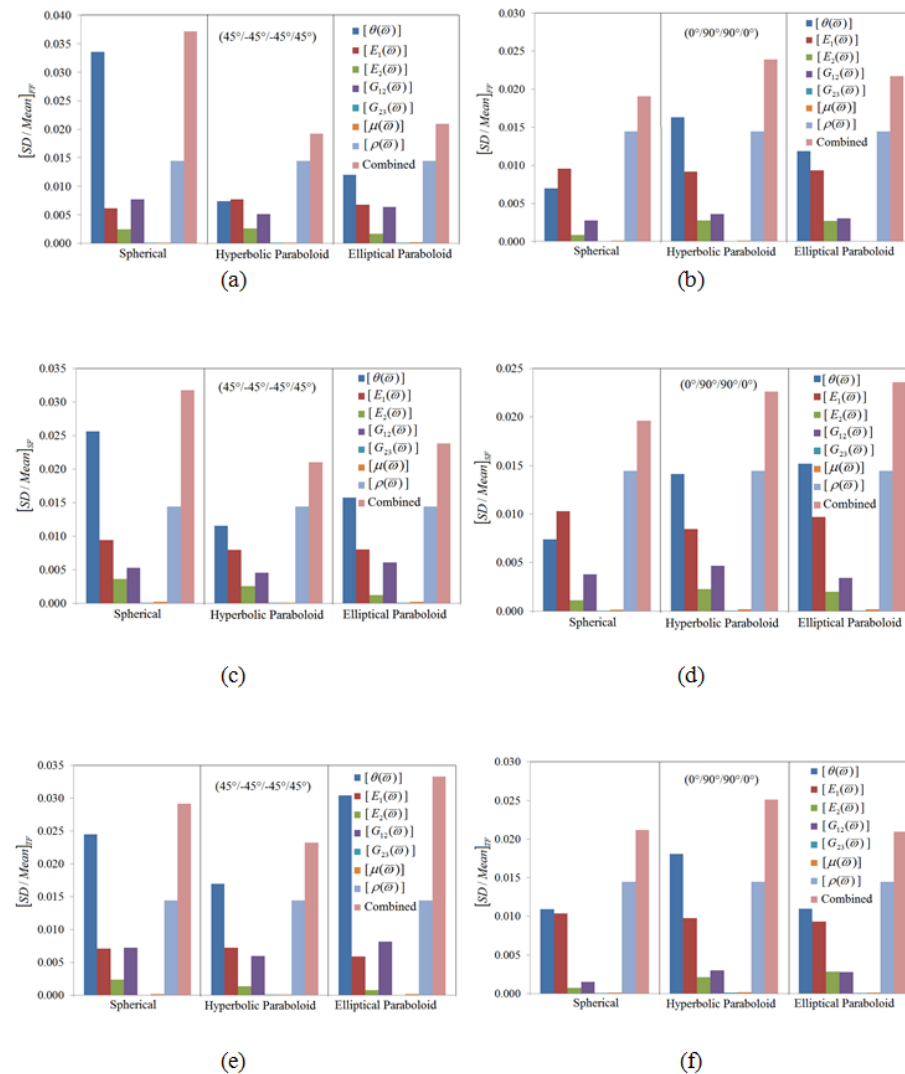 [SD / Mean]FF
0.040
0.035
0.030
0.025
0.020
0.015
0.010
0.005
0.000
(45°/-45°/-45°/45°)
[θ(ϖ̅)]
[E₁(ϖ̅)]
[E₂(ϖ̅)]
[G₁₂(ϖ̅)]
[G₂₃(ϖ̅)]
[μ(ϖ̅)]
[ρ(ϖ̅)]
Combined
Spherical
Hyperbolic Paraboloid
Elliptical Paraboloid
(a)
[SD / Mean]FF
0.030
0.025
0.020
0.015
0.010
0.005
0.000
(0°/90°/90°/0°)
[θ(ϖ̅)]
[E₁(ϖ̅)]
[E₂(ϖ̅)]
[G₁₂(ϖ̅)]
[G₂₃(ϖ̅)]
[μ(ϖ̅)]
[ρ(ϖ̅)]
Combined
Spherical
Hyperbolic Paraboloid
Elliptical Paraboloid
(b)
[SD / Mean]SF
0.035
0.030
0.025
0.020
0.015
0.010
0.005
0.000
(45°/-45°/-45°/45°)
[θ(ϖ̅)]
[E₁(ϖ̅)]
[E₂(ϖ̅)]
[G₁₂(ϖ̅)]
[G₂₃(ϖ̅)]
[μ(ϖ̅)]
[ρ(ϖ̅)]
Combined
Spherical
Hyperbolic Paraboloid
Elliptical Paraboloid
(c)
[SD / Mean]SF
0.025
0.020
0.015
0.010
0.005
0.000
(0°/90°/90°/0°)
[θ(ϖ̅)]
[E₁(ϖ̅)]
[E₂(ϖ̅)]
[G₁₂(ϖ̅)]
[G₂₃(ϖ̅)]
[μ(ϖ̅)]
[ρ(ϖ̅)]
Combined
Spherical
Hyperbolic Paraboloid
Elliptical Paraboloid
(d)
[SD / Mean]
0.035
0.030
0.025
0.020
0.015
0.010
0.005
0.000
(45°/-45°/-45°/45°)
[θ(ϖ̅)]
[E₁(ϖ̅)]
[E₂(ϖ̅)]
[G₁₂(ϖ̅)]
[G₂₃(ϖ̅)]
[μ(ϖ̅)]
[ρ(ϖ̅)]
Combined
Spherical
Hyperbolic Paraboloid
Elliptical Paraboloid
(e)
[SD / Mean]
0.030
0.025
0.020
0.015
0.010
0.005
0.000
(0°/90°/90°/0°)
[θ(ϖ̅)]
[E₁(ϖ̅)]
[E₂(ϖ̅)]
[G₁₂(ϖ̅)]
[G₂₃(ϖ̅)]
[μ(ϖ̅)]
[ρ(ϖ̅)]
Combined
Spherical
Hyperbolic Paraboloid
Elliptical Paraboloid
(f)